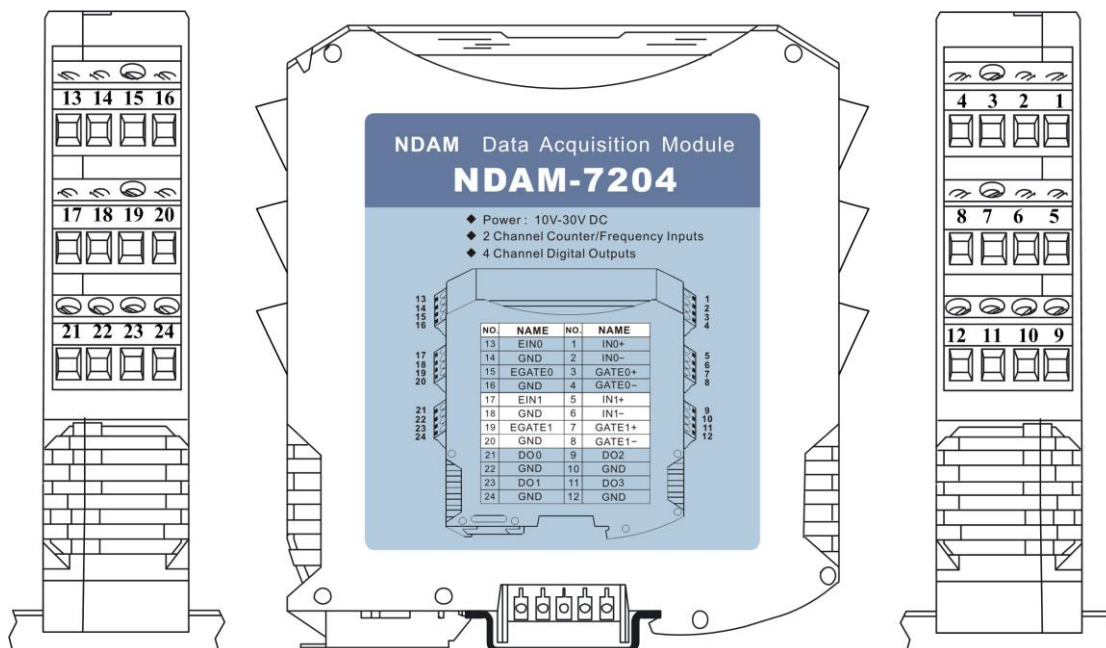 13 14 15 16
17 18 19 20
21 22 23 24
NDAM Data Acquisition Module
NDAM-7204
◆ Power : 10V-30V DC
◆ 2 Channel Counter/Frequency Inputs
◆ 4 Channel Digital Outputs
13
14
15
16
17
18
19
20
21
22
23
24
NO. NAME NO. NAME
13 EIN0 1 IN0+
14 GND 2 IN0−
15 EGATE0 3 GATE0+
16 GND 4 GATE0−
17 EIN1 5 IN1+
18 GND 6 IN1−
19 EGATE1 7 GATE1+
20 GND 8 GATE1−
21 DO0 9 DO2
22 GND 10 GND
23 DO1 11 DO3
24 GND 12 GND
1
2
3
4
5
6
7
8
9
10
11
12
4 3 2 1
8 7 6 5
12 11 10 9